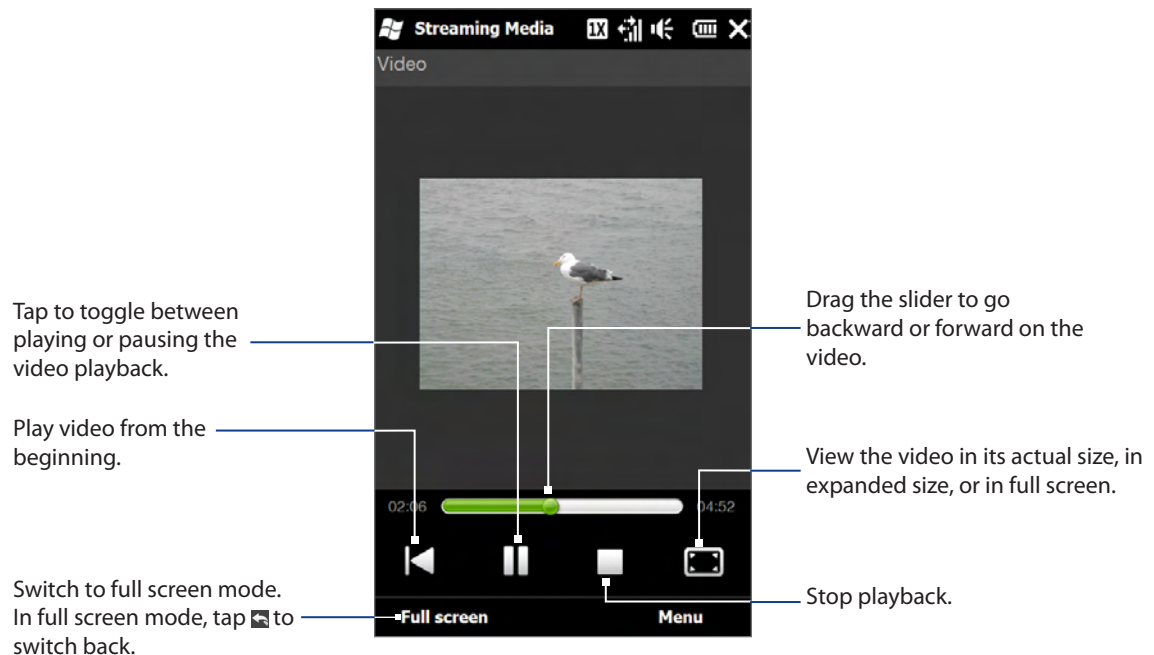 Streaming Media 1X
Video
Tap to toggle between
playing or pausing the
video playback.
Play video from the
beginning.
Switch to full screen mode.
In full screen mode, tap to
switch back.
Drag the slider to go
backward or forward on the
video.
View the video in its actual size, in
expanded size, or in full screen.
Stop playback.
02:06 04:52
Full screen Menu